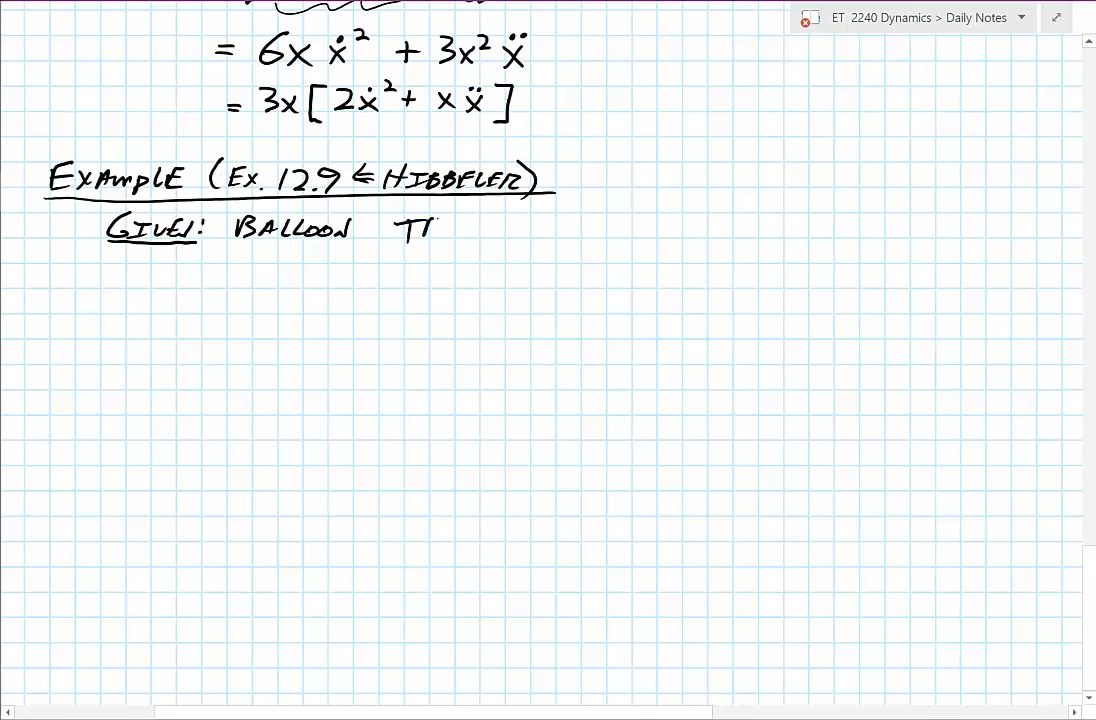 ET 2240 Dynamics > Daily Notes
= 6x ẋ² + 3x² ẍ
= 3x [ 2ẋ² + x ẍ ]
EXAMPLE (EX. 12.9 ⇐ HIBBELER)
GIVEN: BALLOON